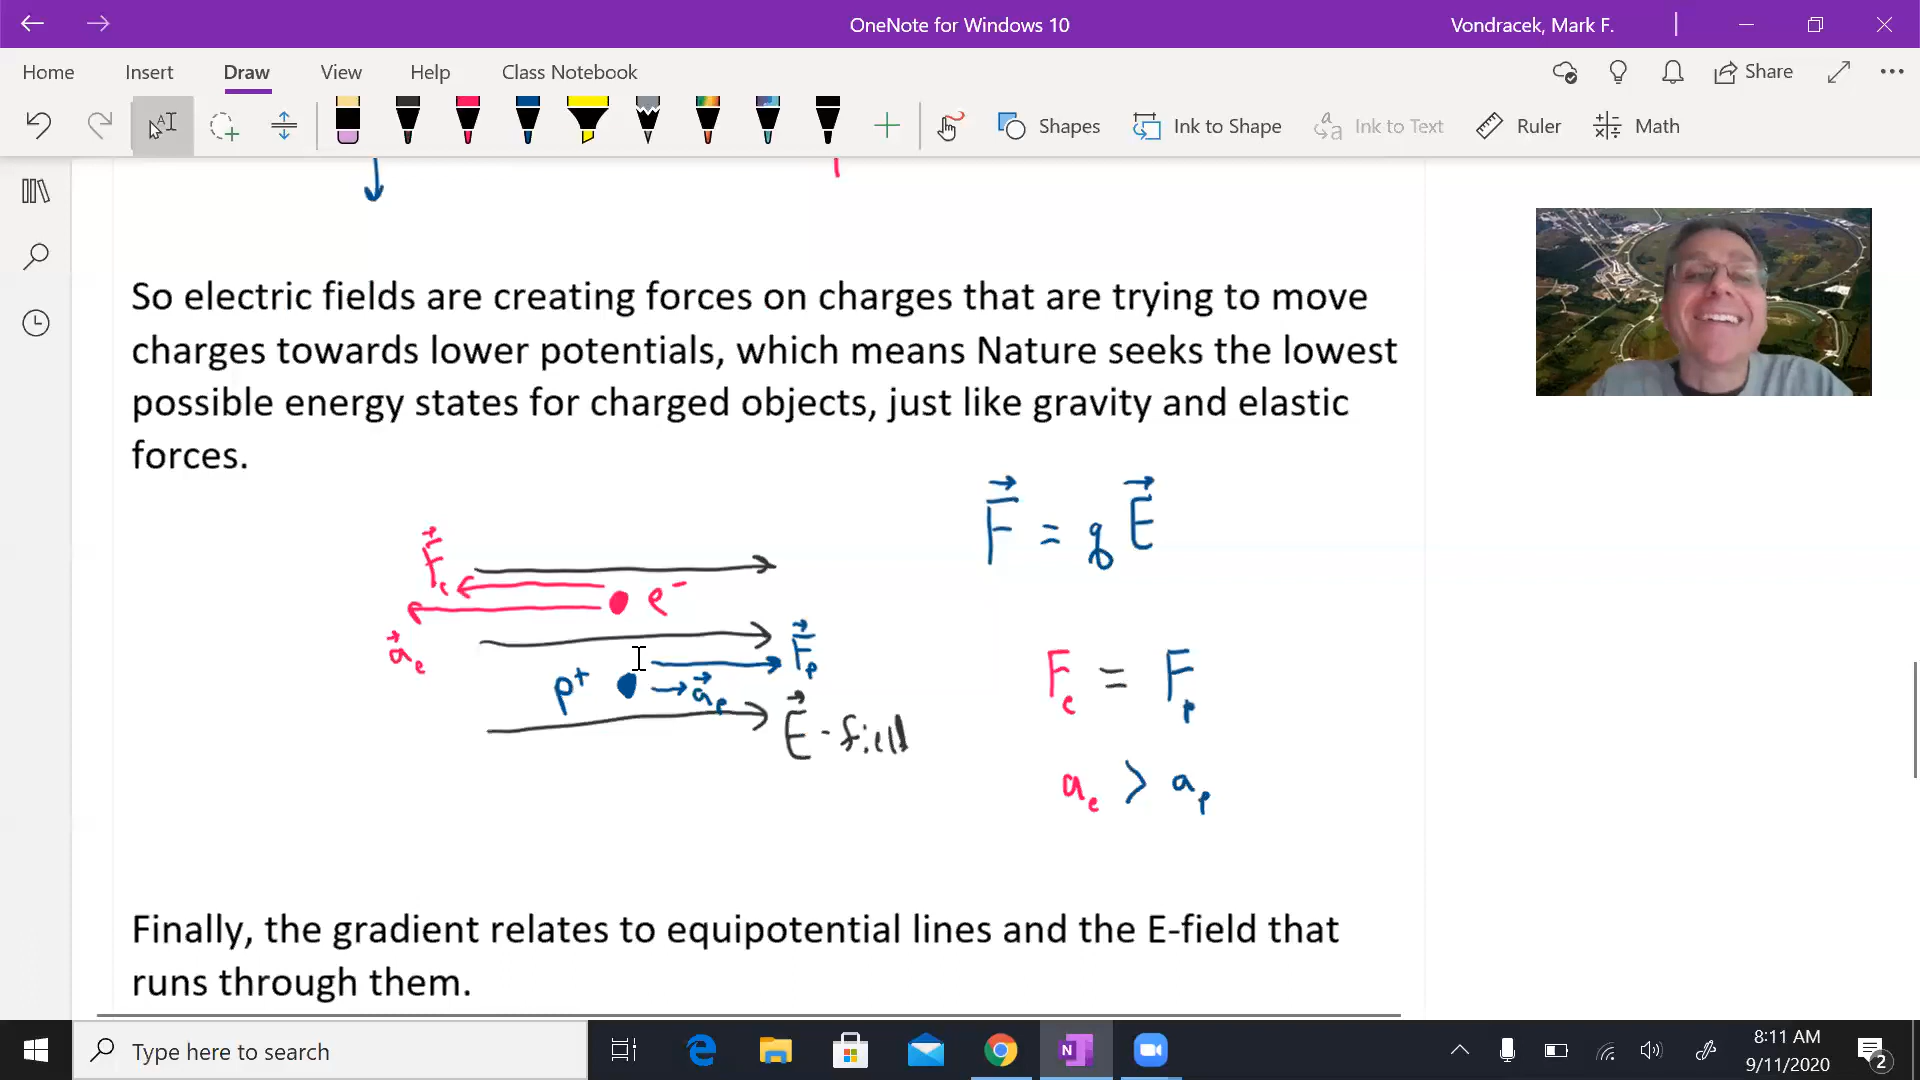 OneNote for Windows 10
Vondracek, Mark F.
Home Insert Draw View Help Class Notebook
Share
Shapes Ink to Shape Ink to Text Ruler Math
So electric fields are creating forces on charges that are trying to move
charges towards lower potentials, which means Nature seeks the lowest
possible energy states for charged objects, just like gravity and elastic
forces.
F⃗ = q E⃗
F⃗e
e⁻
a⃗e
F⃗p
p⁺
a⃗p
E⃗-field
Fe = Fp
ae > ap
Finally, the gradient relates to equipotential lines and the E-field that
runs through them.
Type here to search
8:11 AM
9/11/2020
2